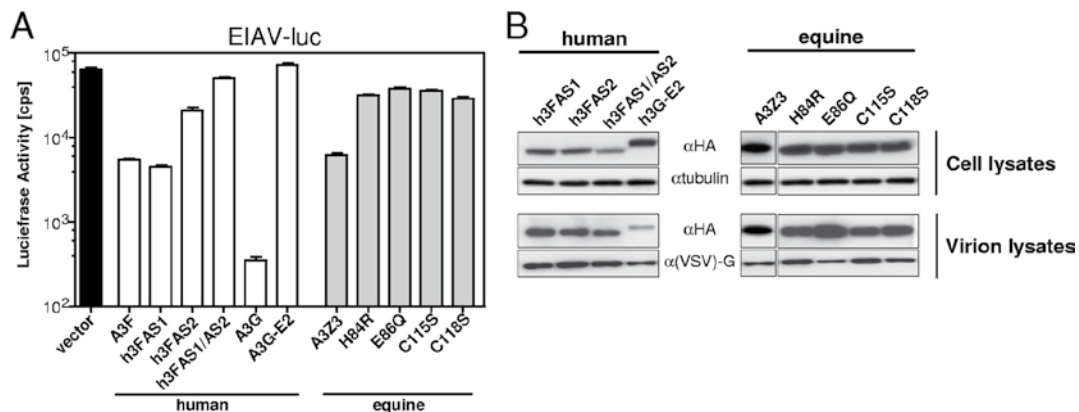 A
EIAV-luc
Luciefrase Activity [cps]
10^5
10^4
10^3
10^2
vector
A3F
h3FAS1
h3FAS2
h3FAS1/AS2
A3G
A3G-E2
A3Z3
H84R
E86Q
C115S
C118S
human
equine
B
human
equine
h3FAS1
h3FAS2
h3FAS1/AS2
h3G-E2
A3Z3
H84R
E86Q
C115S
C118S
αHA
αtubulin
Cell lysates
αHA
α(VSV)-G
Virion lysates